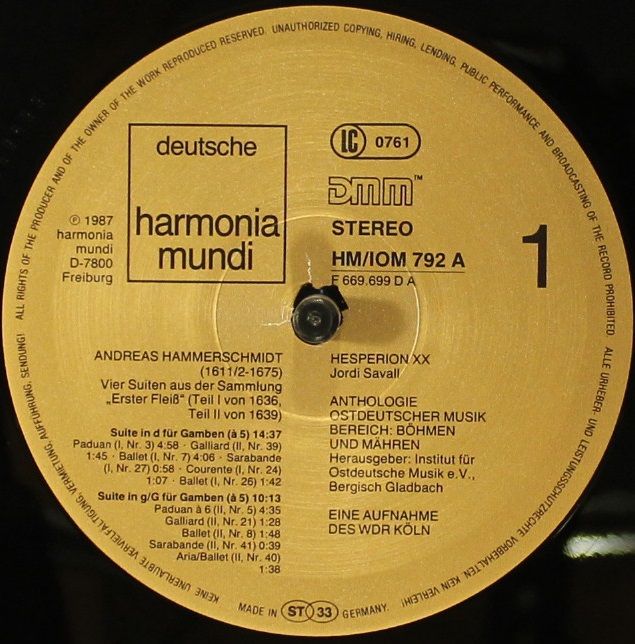 ALL RIGHTS OF THE PRODUCER AND OF THE OWNER OF THE WORK REPRODUCED RESERVED. UNAUTHORIZED COPYING, HIRING, LENDING, PUBLIC PERFORMANCE AND BROADCASTING OF THE RECORD PROHIBITED.
ALLE URHEBER- UND LEISTUNGSSCHUTZRECHTE VORBEHALTEN. KEIN VERLEIH! KEINE UNERLAUBTE VERVIELFÄLTIGUNG, VERMIETUNG, AUFFÜHRUNG, SENDUNG!
deutsche
harmonia
mundi
℗ 1987
harmonia
mundi
D-7800
Freiburg
LC 0761
DMM™
STEREO
HM/IOM 792 A
F 669.699 D A
1
ANDREAS HAMMERSCHMIDT
(1611/2-1675)
Vier Suiten aus der Sammlung
„Erster Fleiß“ (Teil I von 1636,
Teil II von 1639)
Suite in d für Gamben (à 5) 14:37
Paduan (I, Nr. 3) 4:58 · Galliard (II, Nr. 39)
1:45 · Ballet (I, Nr. 7) 4:06 · Sarabande
(I, Nr. 27) 0:58 · Courente (I, Nr. 24)
1:07 · Ballet (I, Nr. 26) 1:42
Suite in g/G für Gamben (à 5) 10:13
Paduan à 6 (II, Nr. 5) 4:35
Galliard (II, Nr. 21) 1:28
Ballet (II, Nr. 8) 1:48
Sarabande (II, Nr. 41) 0:39
Aria/Ballet (II, Nr. 40)
1:38
HESPERION XX
Jordi Savall
ANTHOLOGIE
OSTDEUTSCHER MUSIK
BEREICH: BÖHMEN
UND MÄHREN
Herausgeber: Institut für
Ostdeutsche Musik e.V.,
Bergisch Gladbach
EINE AUFNAHME
DES WDR KÖLN
MADE IN ST 33 GERMANY.